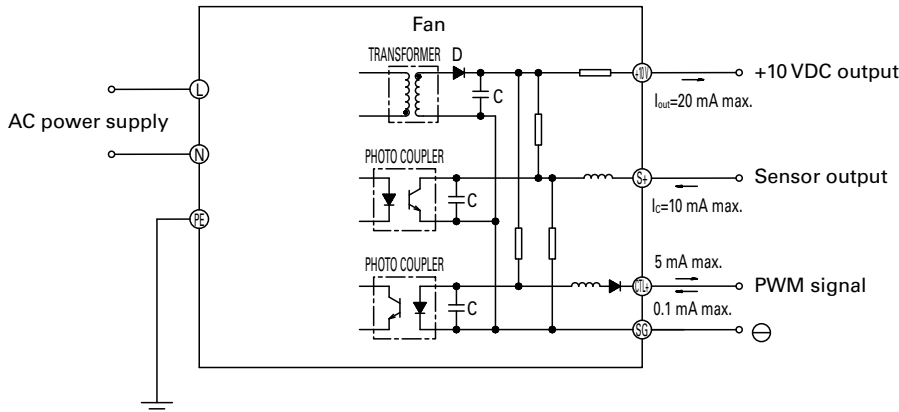 Fan
TRANSFORMER D
+10V
+10 VDC output
C
Iout=20 mA max.
L
AC power supply
N
PHOTO COUPLER
S+
Sensor output
C
Ic=10 mA max.
PE
PHOTO COUPLER
5 mA max.
CTL+
PWM signal
C
0.1 mA max.
SG
⊖